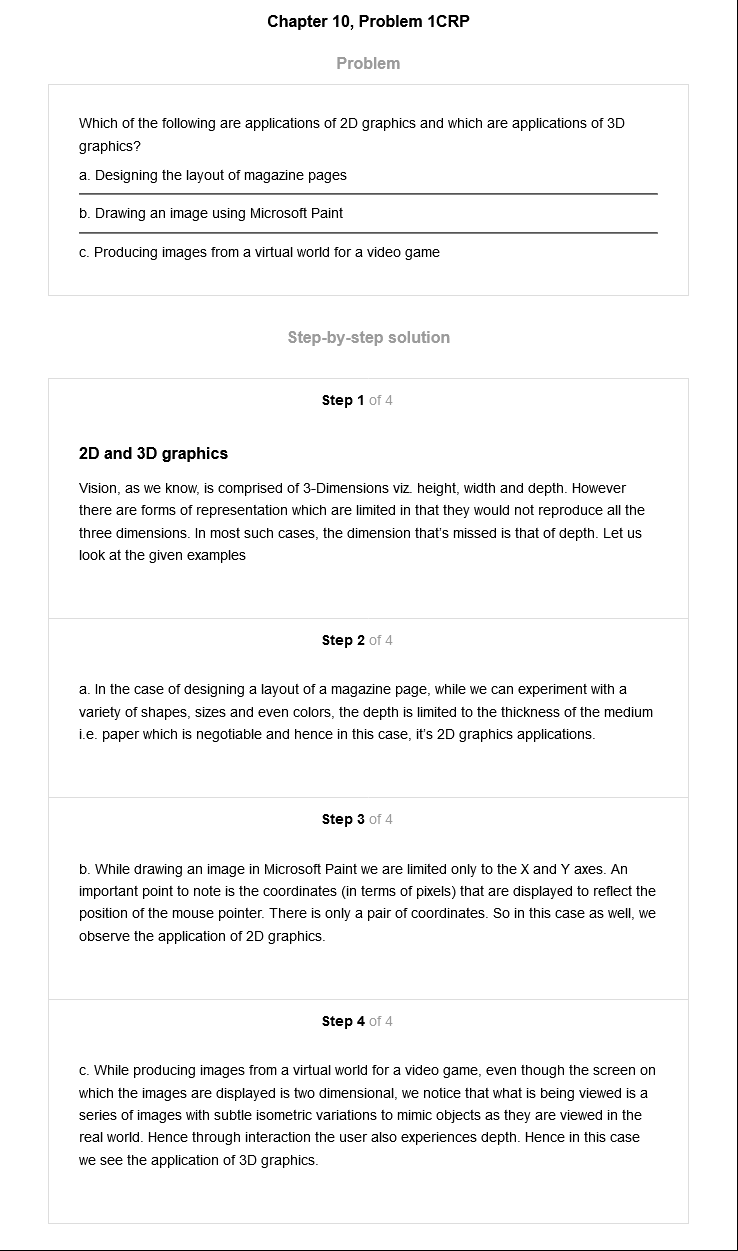 Chapter 10, Problem 1CRP
Problem
Which of the following are applications of 2D graphics and which are applications of 3D
graphics?
a. Designing the layout of magazine pages
b. Drawing an image using Microsoft Paint
c. Producing images from a virtual world for a video game
Step-by-step solution
Step 1 of 4
2D and 3D graphics
Vision, as we know, is comprised of 3-Dimensions viz. height, width and depth. However
there are forms of representation which are limited in that they would not reproduce all the
three dimensions. In most such cases, the dimension that's missed is that of depth. Let us
look at the given examples
Step 2 of 4
a. In the case of designing a layout of a magazine page, while we can experiment with a
variety of shapes, sizes and even colors, the depth is limited to the thickness of the medium
i.e. paper which is negotiable and hence in this case, it's 2D graphics applications.
Step 3 of 4
b. While drawing an image in Microsoft Paint we are limited only to the X and Y axes. An
important point to note is the coordinates (in terms of pixels) that are displayed to reflect the
position of the mouse pointer. There is only a pair of coordinates. So in this case as well, we
observe the application of 2D graphics.
Step 4 of 4
c. While producing images from a virtual world for a video game, even though the screen on
which the images are displayed is two dimensional, we notice that what is being viewed is a
series of images with subtle isometric variations to mimic objects as they are viewed in the
real world. Hence through interaction the user also experiences depth. Hence in this case
we see the application of 3D graphics.